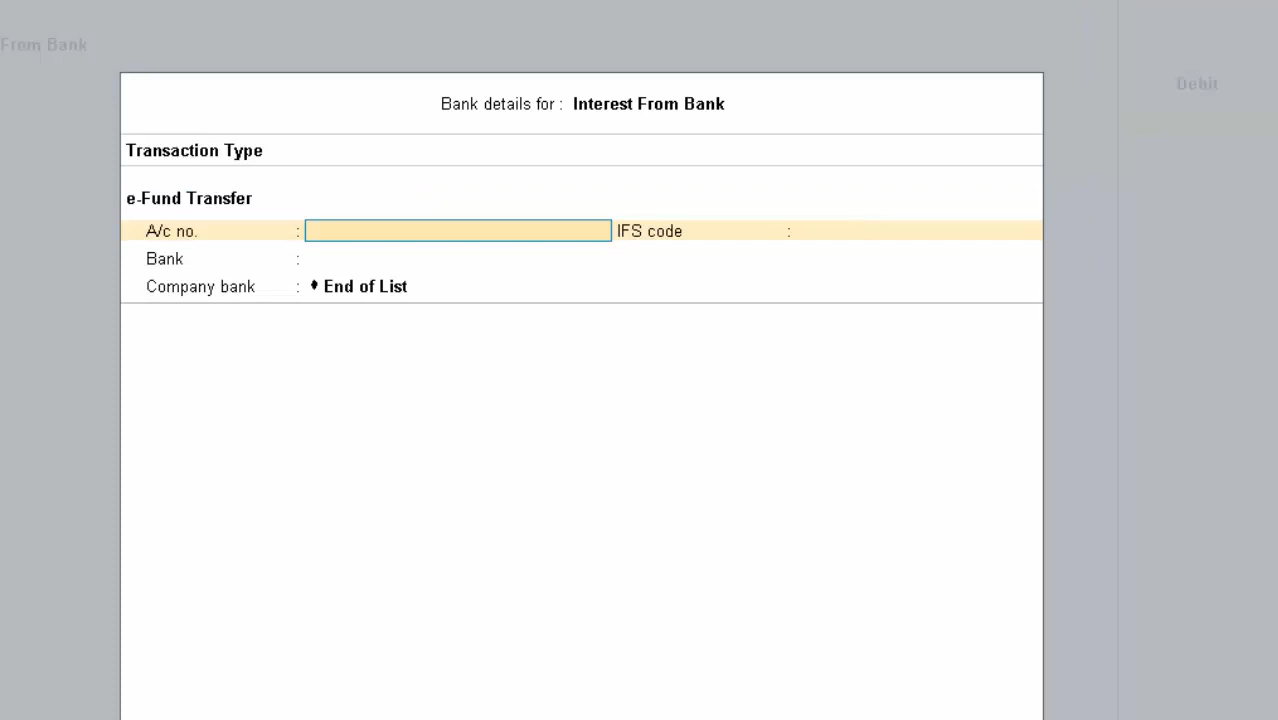 From Bank
Debit
Bank details for : Interest From Bank
Transaction Type
e-Fund Transfer
A/c no. : IFS code :
Bank :
Company bank : ♦ End of List